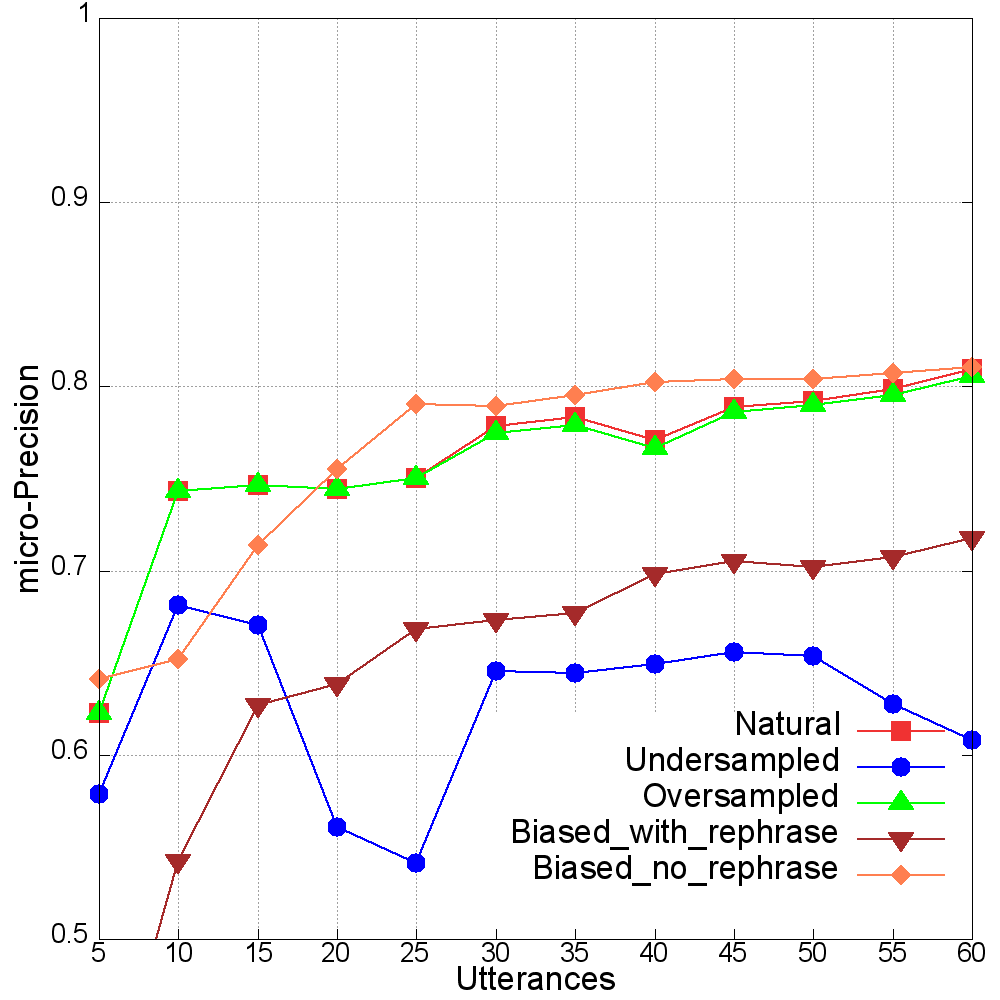 1
0.9
0.8
0.7
0.6
0.5
micro-Precision
5 10 15 20 25 30 35 40 45 50 55 60
Utterances
Natural
Undersampled
Oversampled
Biased_with_rephrase
Biased_no_rephrase